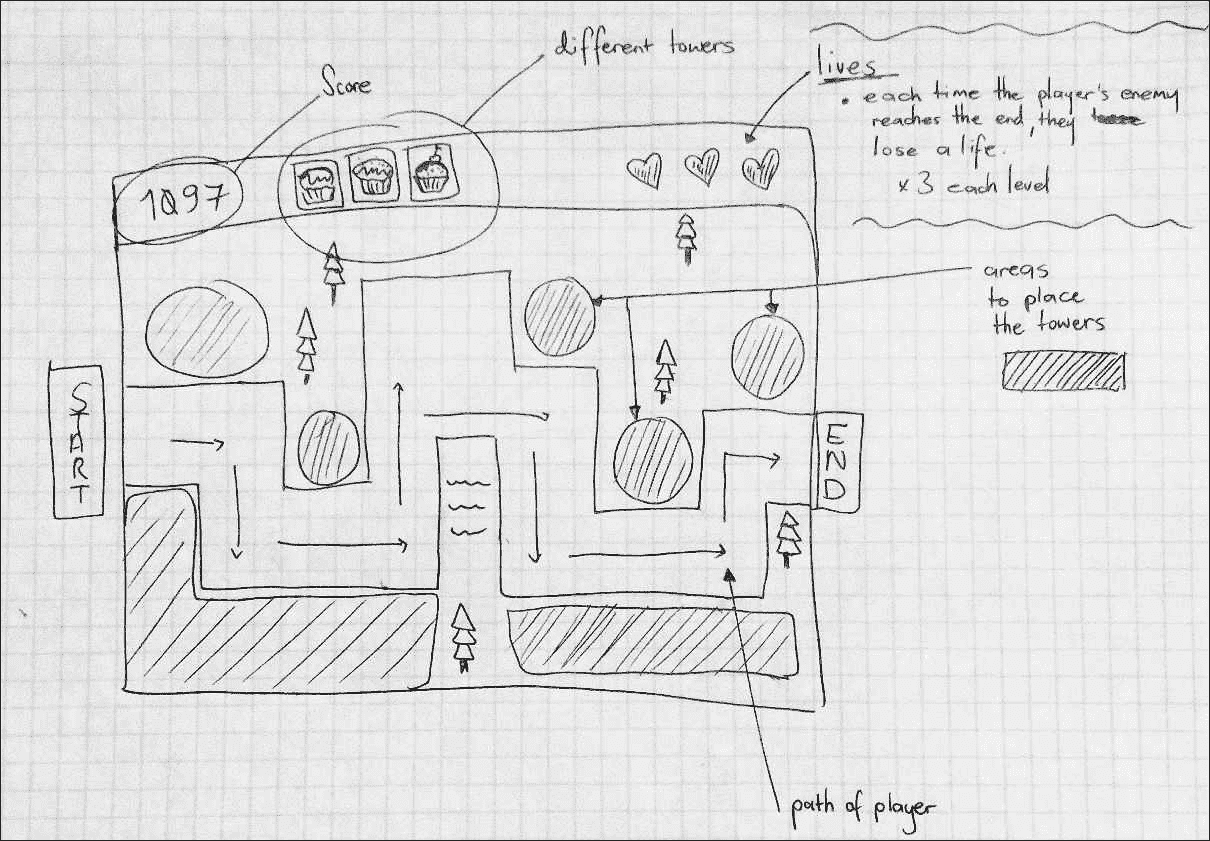 different towers
Score
lives
• each time the player's enemy
reaches the end, they
lose a life.
x 3 each level
1097
areas
to place
the towers
START
END
path of player